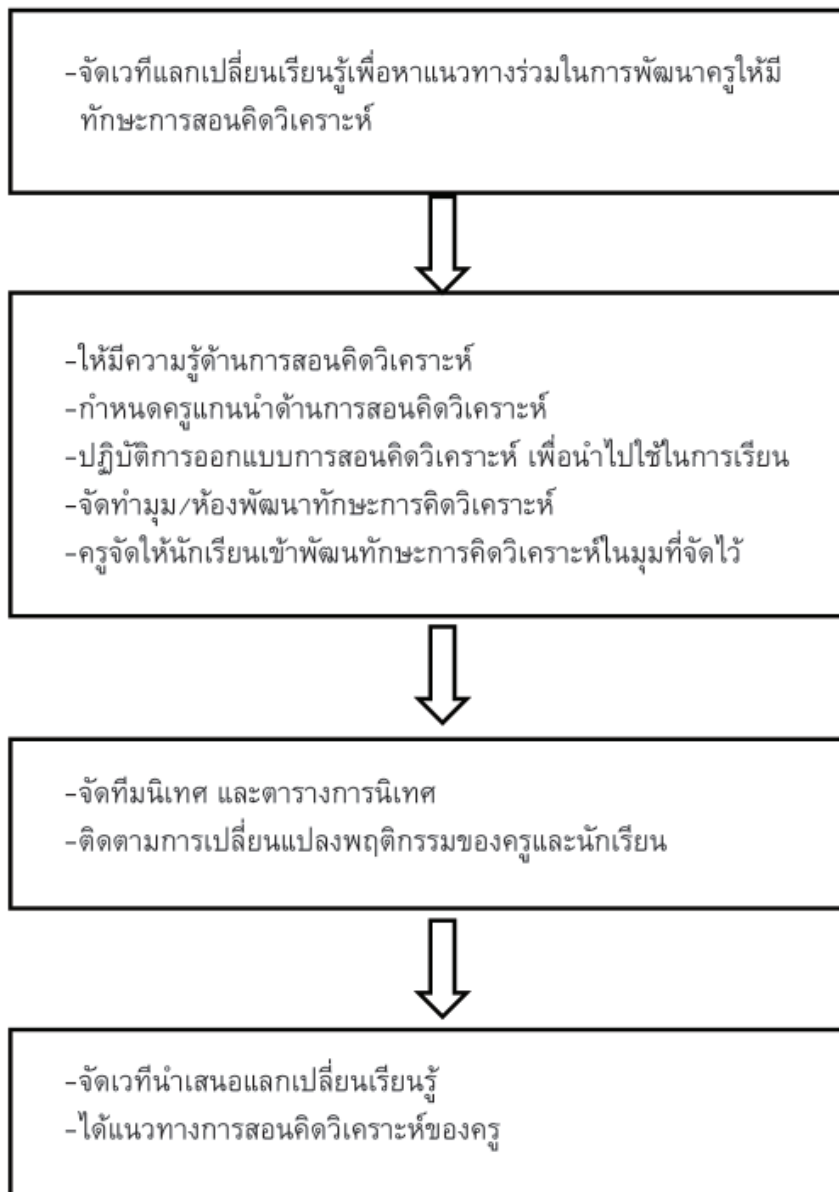 -จัดเวทีแลกเปลี่ยนเรียนรู้เพื่อหาแนวทางร่วมในการพัฒนาครูให้มี
ทักษะการสอนคิดวิเคราะห์
-ให้มีความรู้ด้านการสอนคิดวิเคราะห์
-กำหนดครูแกนนำด้านการสอนคิดวิเคราะห์
-ปฏิบัติการออกแบบการสอนคิดวิเคราะห์ เพื่อนำไปใช้ในการเรียน
-จัดทำมุม/ห้องพัฒนาทักษะการคิดวิเคราะห์
-ครูจัดให้นักเรียนเข้าพัฒนทักษะการคิดวิเคราะห์ในมุมที่จัดไว้
-จัดทีมนิเทศ และตารางการนิเทศ
-ติดตามการเปลี่ยนแปลงพฤติกรรมของครูและนักเรียน
-จัดเวทีนำเสนอแลกเปลี่ยนเรียนรู้
-ได้แนวทางการสอนคิดวิเคราะห์ของครู